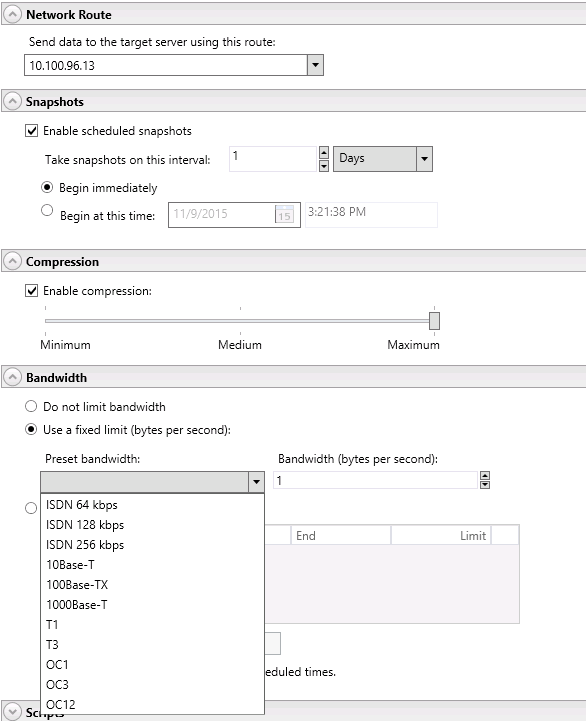 Network Route
Send data to the target server using this route:
10.100.96.13
Snapshots
Enable scheduled snapshots
Take snapshots on this interval: 1 Days
Begin immediately
Begin at this time: 11/9/2015 15 3:21:38 PM
Compression
Enable compression:
Minimum Medium Maximum
Bandwidth
Do not limit bandwidth
Use a fixed limit (bytes per second):
Preset bandwidth: Bandwidth (bytes per second):
1
ISDN 64 kbps
ISDN 128 kbps
ISDN 256 kbps
End Limit
10Base-T
100Base-TX
1000Base-T
T1
T3
OC1
eduled times.
OC3
OC12
Scripts